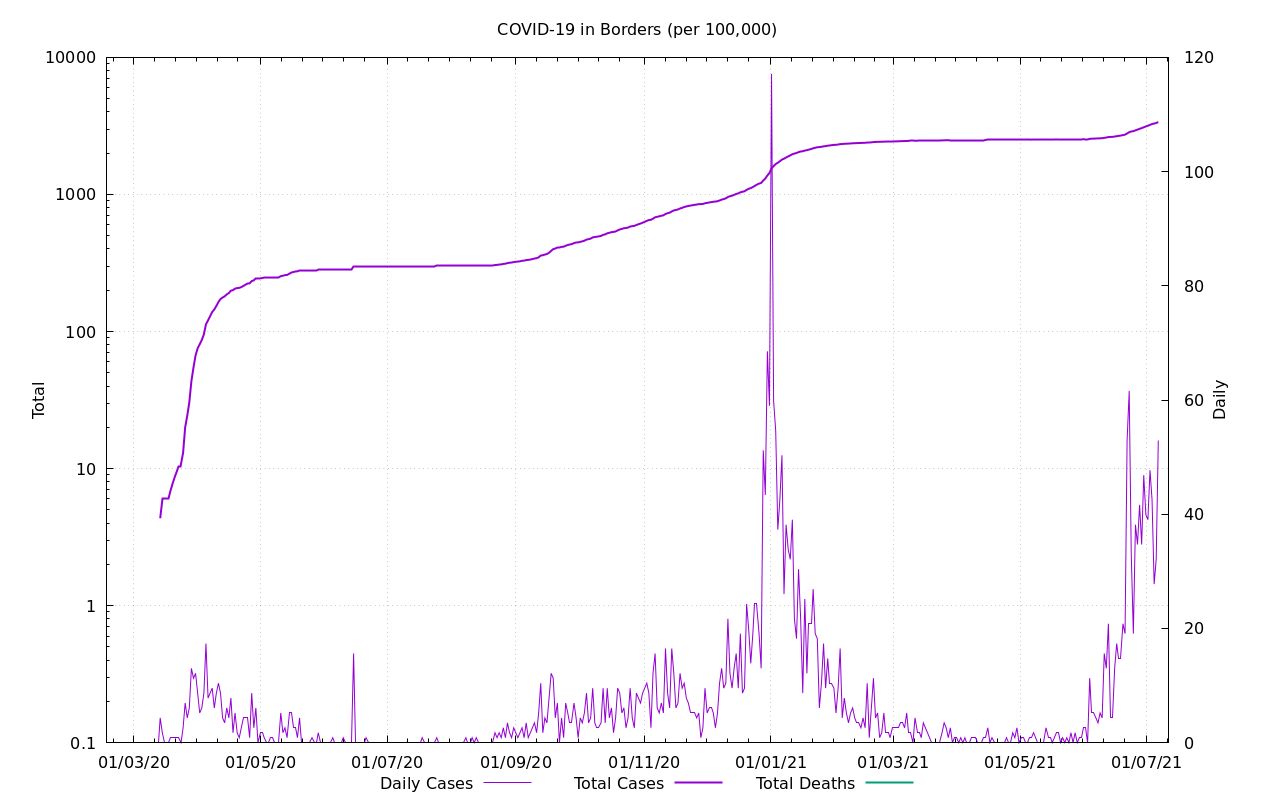 COVID-19 in Borders (per 100,000)
10000
1000
100
10
1
0.1
Total
120
100
80
60
40
20
0
Daily
01/03/20 01/05/20 01/07/20 01/09/20 01/11/20 01/01/21 01/03/21 01/05/21 01/07/21
Daily Cases Total Cases Total Deaths